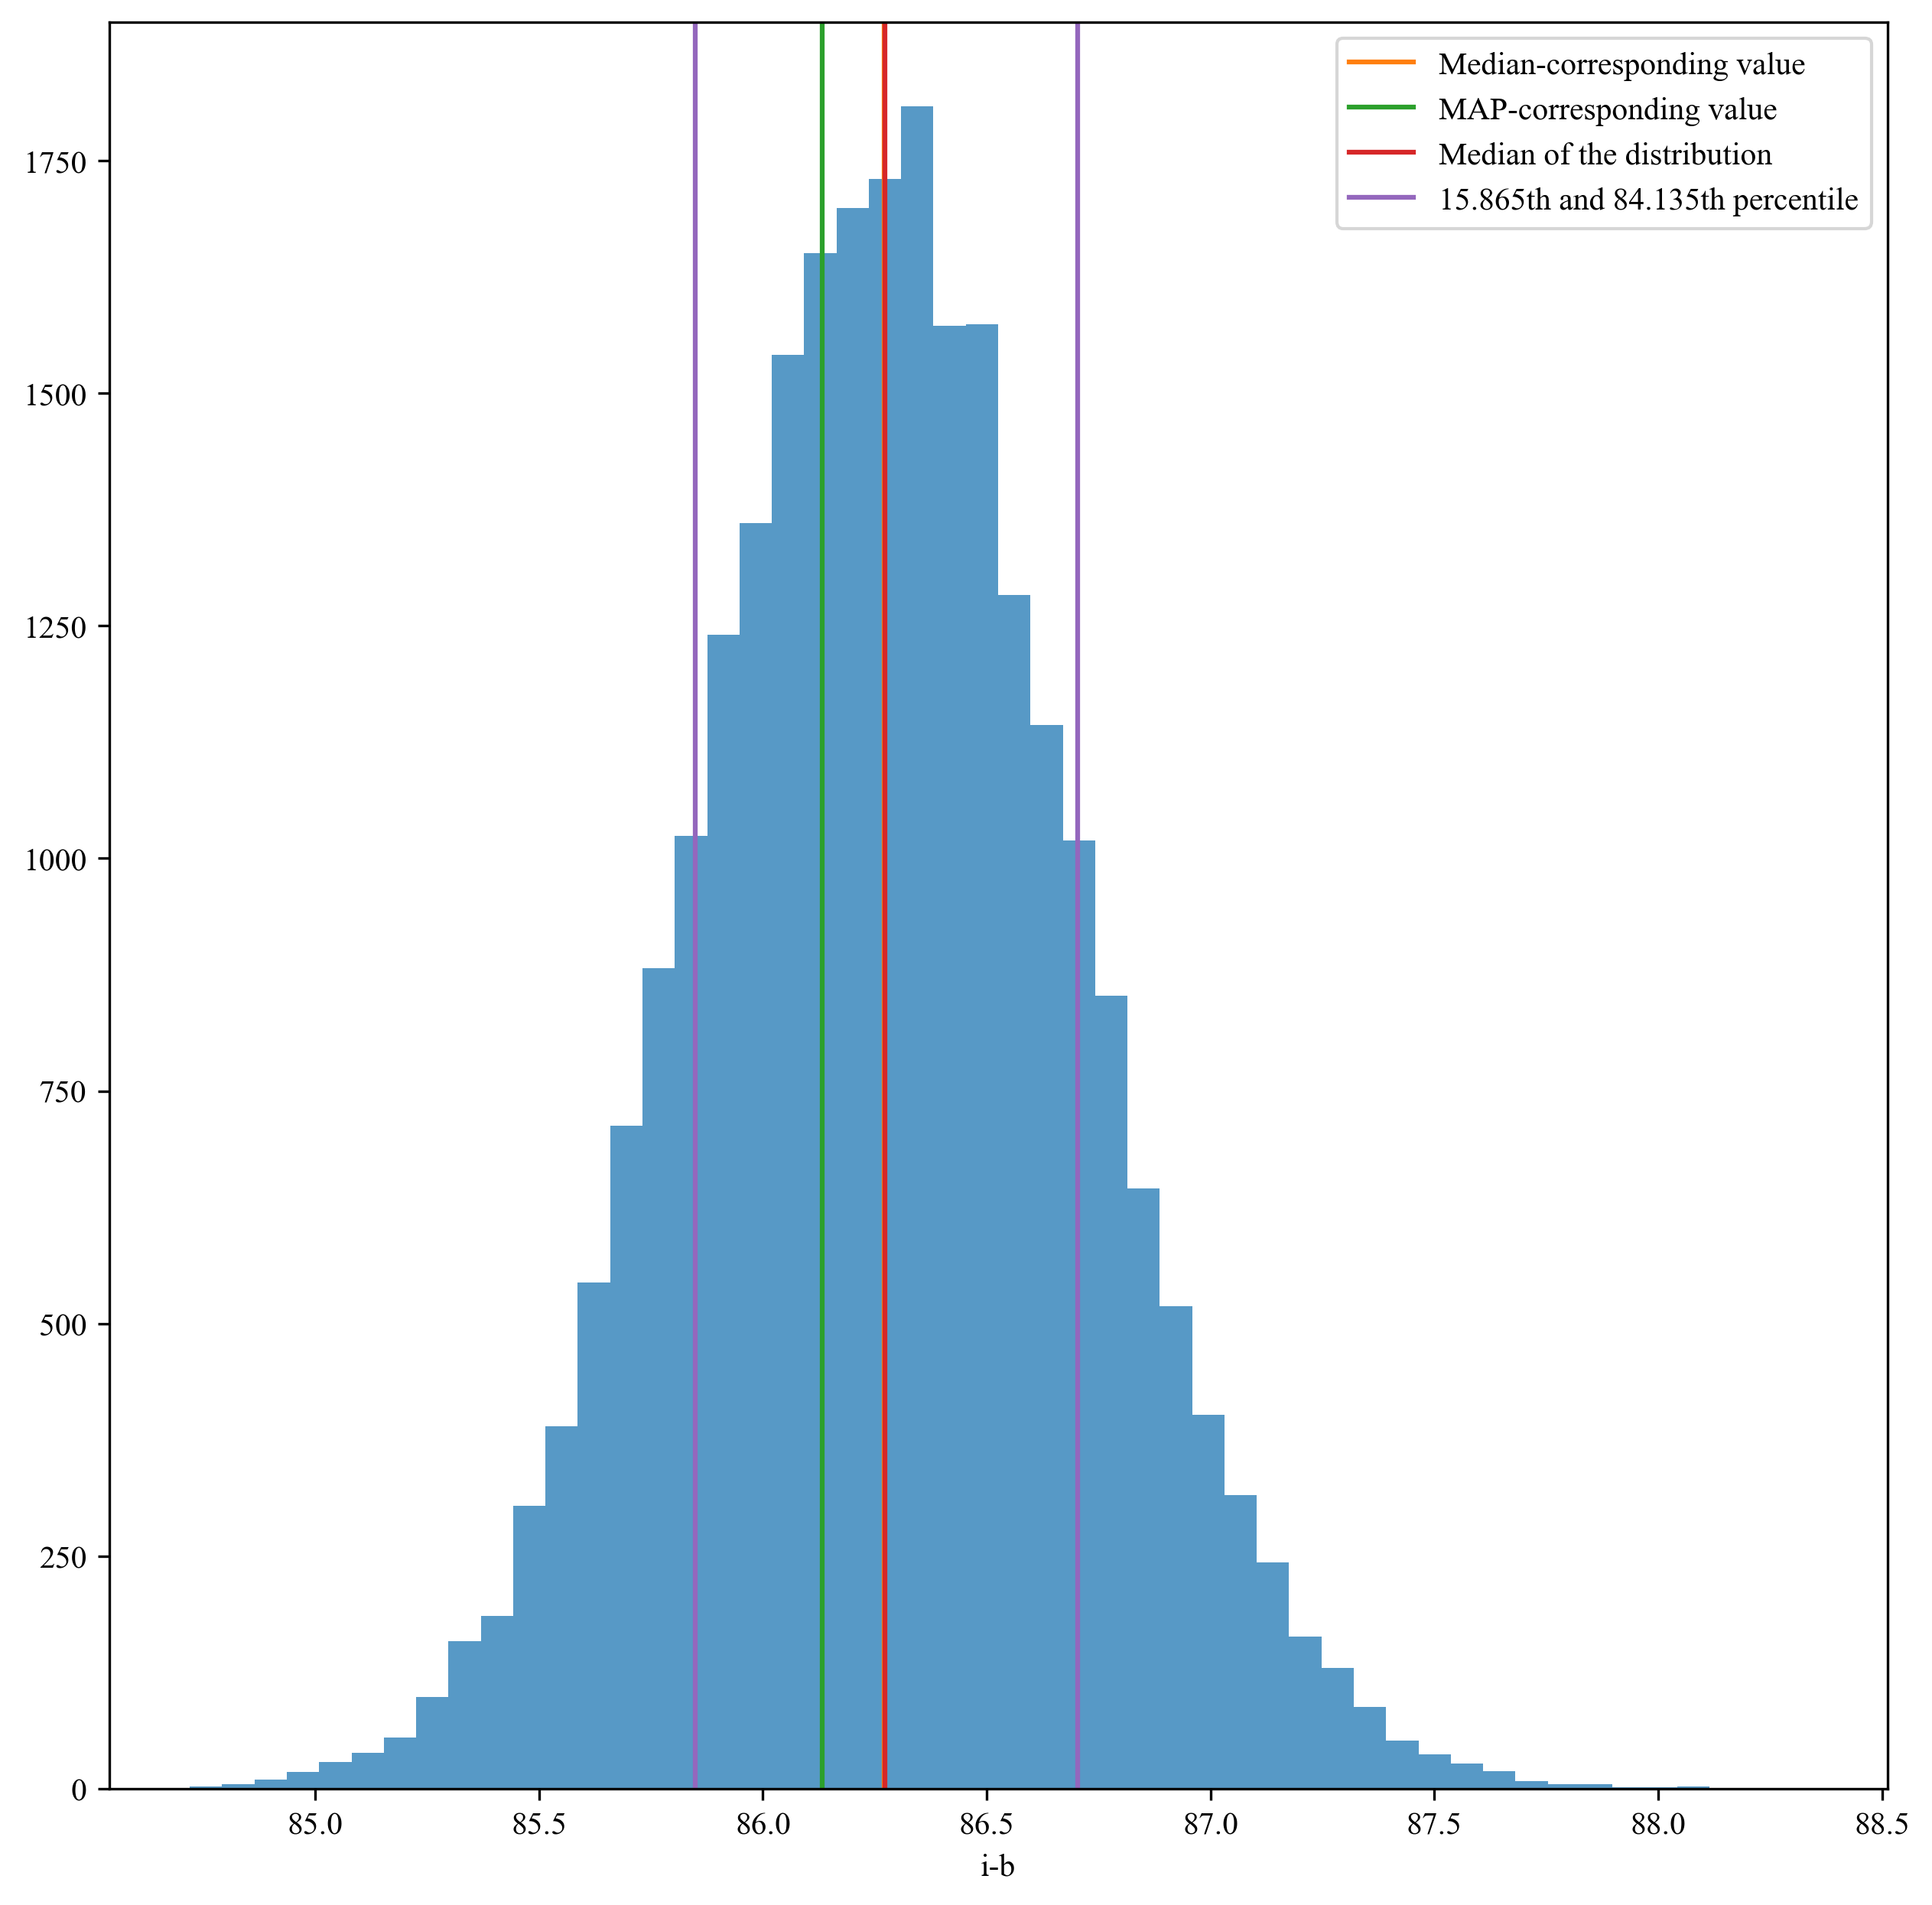 Median-corresponding value
MAP-corresponding value
Median of the distribution
15.865th and 84.135th percentile
1750
1500
1250
1000
750
500
250
0
85.0 85.5 86.0 86.5 87.0 87.5 88.0 88.5
i-b